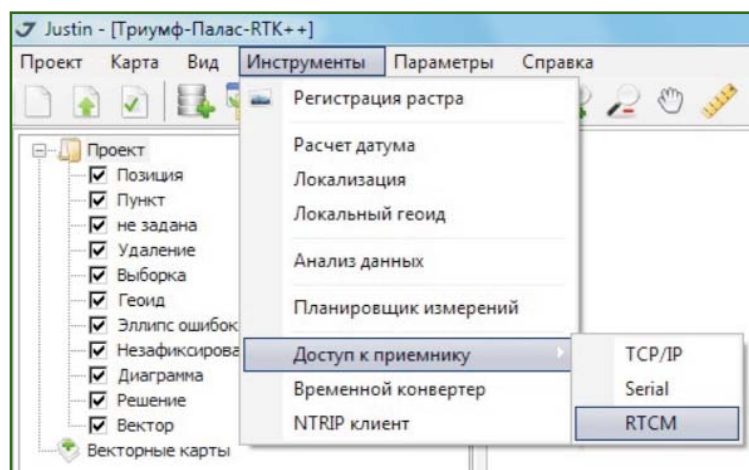 Justin - [Триумф-Палас-RTK++]
Проект Карта Вид Инструменты Параметры Справка
Регистрация растра
Расчет датума
Локализация
Локальный геоид
Анализ данных
Планировщик измерений
Доступ к приемнику
Временной конвертер
NTRIP клиент
TCP/IP
Serial
RTCM
Проект
Позиция
Пункт
не задана
Удаление
Выборка
Геоид
Эллипс ошибок
Незафиксирова
Диаграмма
Решение
Вектор
Векторные карты